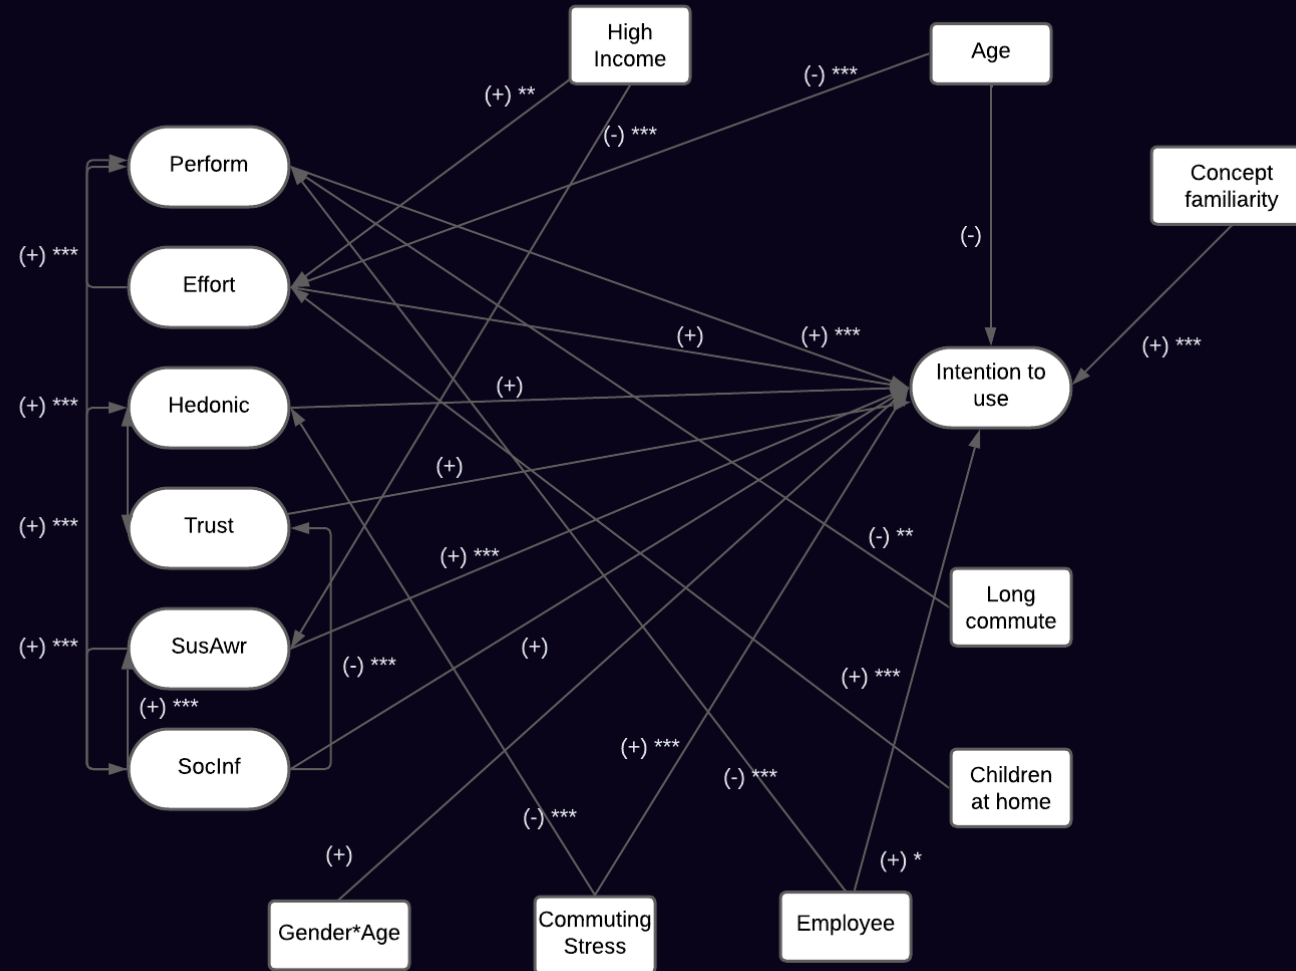 High
Income
Age
(-) ***
(+) **
(-) ***
Perform
Concept
familiarity
(-)
(+) ***
Effort
(+)
(+) ***
(+) ***
Intention to
use
(+)
(+) ***
Hedonic
(+)
(+) ***
Trust
(-) **
(+) ***
Long
commute
(+) ***
SusAwr
(+)
(-) ***
(+) ***
(+) ***
SocInf
(+) ***
(-) ***
Children
at home
(-) ***
(+)
(+) *
Gender*Age
Commuting
Stress
Employee